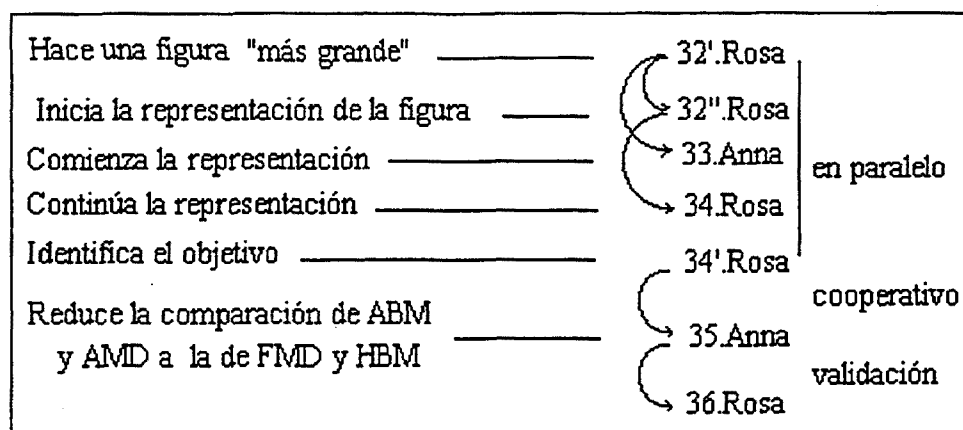 Hace una figura "más grande" 32'.Rosa
Inicia la representación de la figura 32".Rosa
Comienza la representación 33.Anna
en paralelo
Continúa la representación 34.Rosa
Identifica el objetivo 34'.Rosa
cooperativo
Reduce la comparación de ABM
y AMD a la de FMD y HBM 35.Anna
validación
36.Rosa